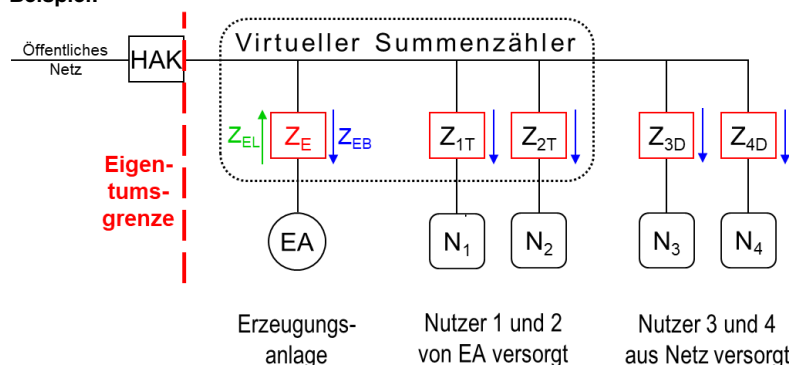 Beispiel:
Virtueller Summenzähler
Öffentliches
Netz
HAK
Z_EL
Z_E
Z_EB
Z_1T
Z_2T
Z_3D
Z_4D
Eigen-
tums-
grenze
EA
N_1
N_2
N_3
N_4
Erzeugungs-
anlage
Nutzer 1 und 2
von EA versorgt
Nutzer 3 und 4
aus Netz versorgt